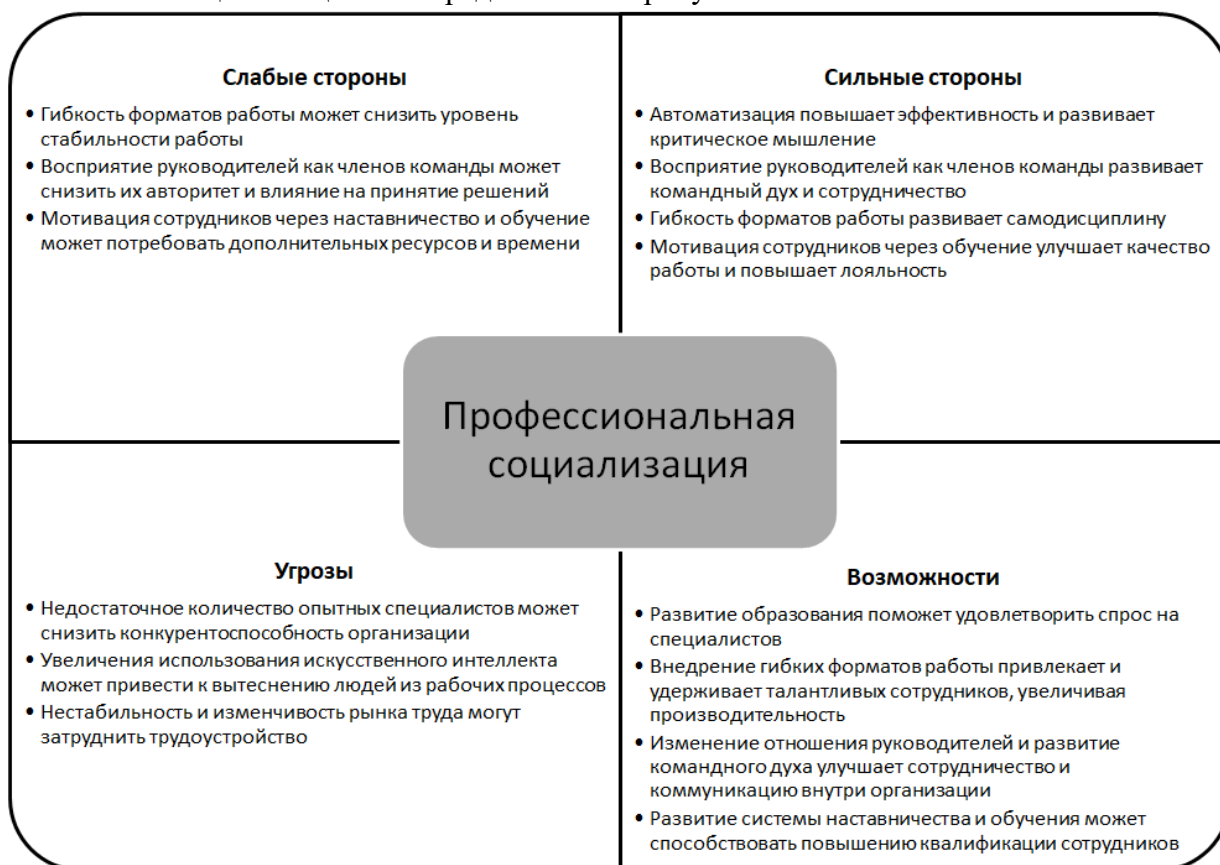 Слабые стороны
• Гибкость форматов работы может снизить уровень
стабильности работы
• Восприятие руководителей как членов команды может
снизить их авторитет и влияние на принятие решений
• Мотивация сотрудников через наставничество и обучение
может потребовать дополнительных ресурсов и времени
Сильные стороны
• Автоматизация повышает эффективность и развивает
критическое мышление
• Восприятие руководителей как членов команды развивает
командный дух и сотрудничество
• Гибкость форматов работы развивает самодисциплину
• Мотивация сотрудников через обучение улучшает качество
работы и повышает лояльность
Профессиональная
социализация
Угрозы
• Недостаточное количество опытных специалистов может
снизить конкурентоспособность организации
• Увеличения использования искусственного интеллекта
может привести к вытеснению людей из рабочих процессов
• Нестабильность и изменчивость рынка труда могут
затруднить трудоустройство
Возможности
• Развитие образования поможет удовлетворить спрос на
специалистов
• Внедрение гибких форматов работы привлекает и
удерживает талантливых сотрудников, увеличивая
производительность
• Изменение отношения руководителей и развитие
командного духа улучшает сотрудничество и
коммуникацию внутри организации
• Развитие системы наставничества и обучения может
способствовать повышению квалификации сотрудников